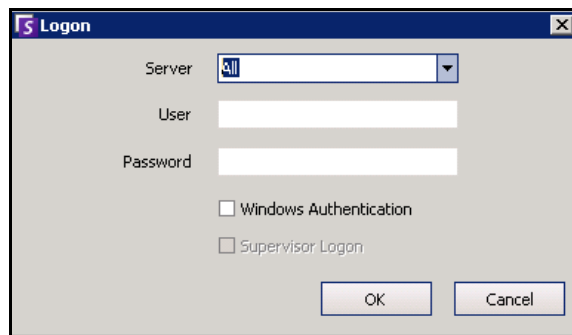 Logon
Server All
User
Password
Windows Authentication
Supervisor Logon
OK Cancel